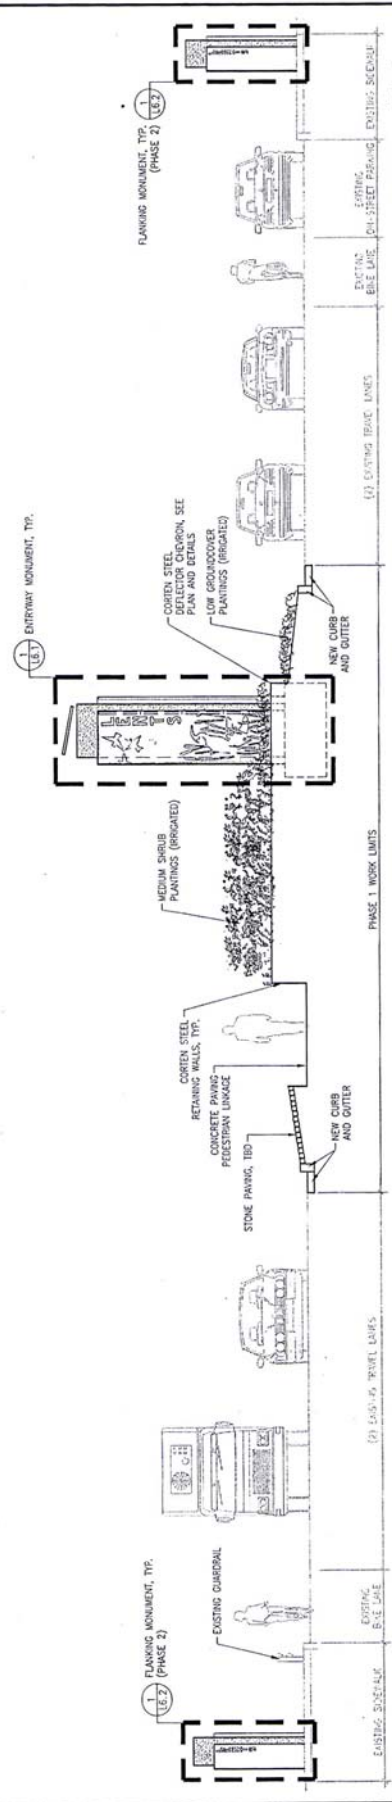 1
L6.2
FLANKING MONUMENT, TYP.
(PHASE 2)
EXISTING GUARDRAIL
STONE PAVING, TBD
CONCRETE PAVING
PEDESTRIAN LINKAGE
CORTEN STEEL
RETAINING WALLS, TYP.
MEDIUM SHRUB
PLANTINGS (IRRIGATED)
1
L6.1
ENTRYWAY MONUMENT, TYP.
CORTEN STEEL
DEFLECTOR CHEVRON, SEE
PLAN AND DETAILS
LOW GROUNDCOVER
PLANTINGS (IRRIGATED)
FLANKING MONUMENT, TYP.
(PHASE 2)
1
L6.2
NEW CURB
AND GUTTER
NEW CURB
AND GUTTER
EXISTING SIDEWALK
EXISTING
BIKE LANE
(2) EXISTING TRAVEL LANES
PHASE 1 WORK LIMITS
(2) EXISTING TRAVEL LANES
EXISTING
BIKE LANE
EXISTING
ON-STREET PARKING
EXISTING SIDEWALK